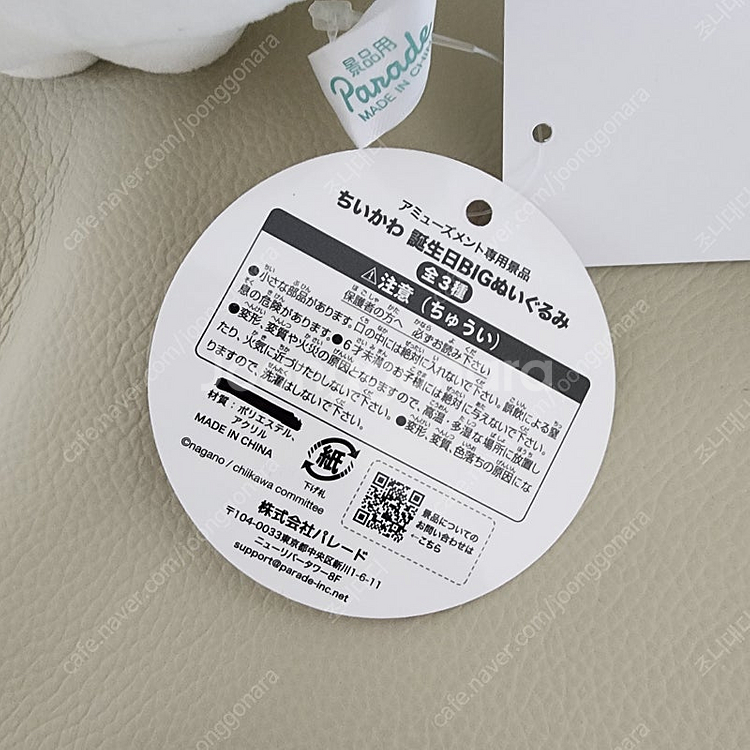 景品用
Parade
MADE IN CHINA
アミューズメント専用景品
ちいかわ 誕生日BIGぬいぐるみ
全3種
⚠注意（ちゅうい）
保護者の方へ 必ずお読み下さい
●小さな部品があります。口の中には絶対に入れないで下さい。誤飲による窒
息の危険があります。●6才未満のお子様には絶対に与えないで下さい。
●変形、変質や火災の原因となりますので、高温・多湿な場所に放置し
たり、火気に近づけたりしないで下さい。●変形、変質、色落ちの原因にな
りますので、洗濯はしないで下さい。
材質：ポリエステル、
アクリル
MADE IN CHINA
©nagano / chiikawa committee
紙
下げ札
景品についての
お問い合わせは
←こちら
株式会社パレード
〒104-0033東京都中央区新川1-6-11
ニューリバータワー8F
support@parade-inc.net
joonggonara
cafe.naver.com/joonggonara